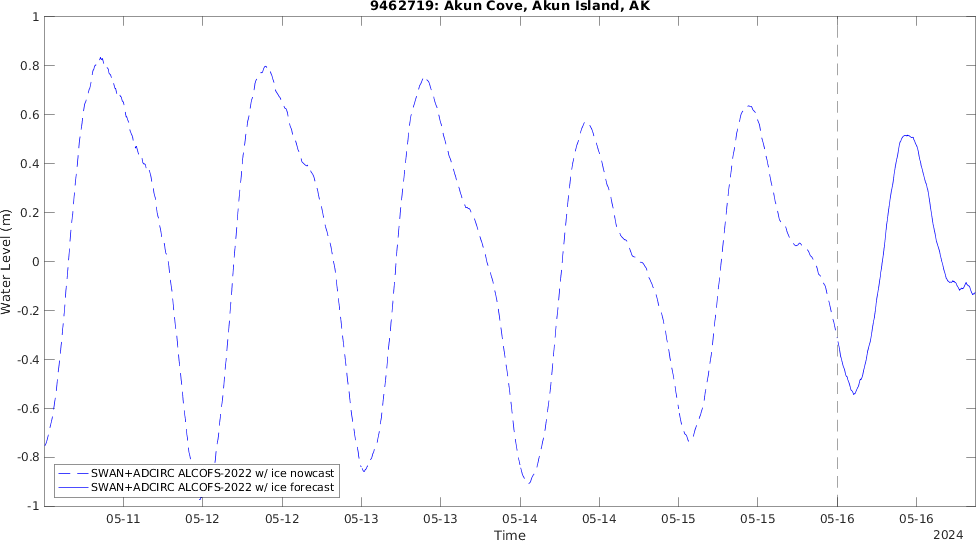 9462719: Akun Cove, Akun Island, AK
1
0.8
0.6
0.4
0.2
0
-0.2
-0.4
-0.6
-0.8
-1
Water Level (m)
SWAN+ADCIRC ALCOFS-2022 w/ ice nowcast
SWAN+ADCIRC ALCOFS-2022 w/ ice forecast
05-11 05-12 05-12 05-13 05-13 05-14 05-14 05-15 05-15 05-16 05-16
Time
2024